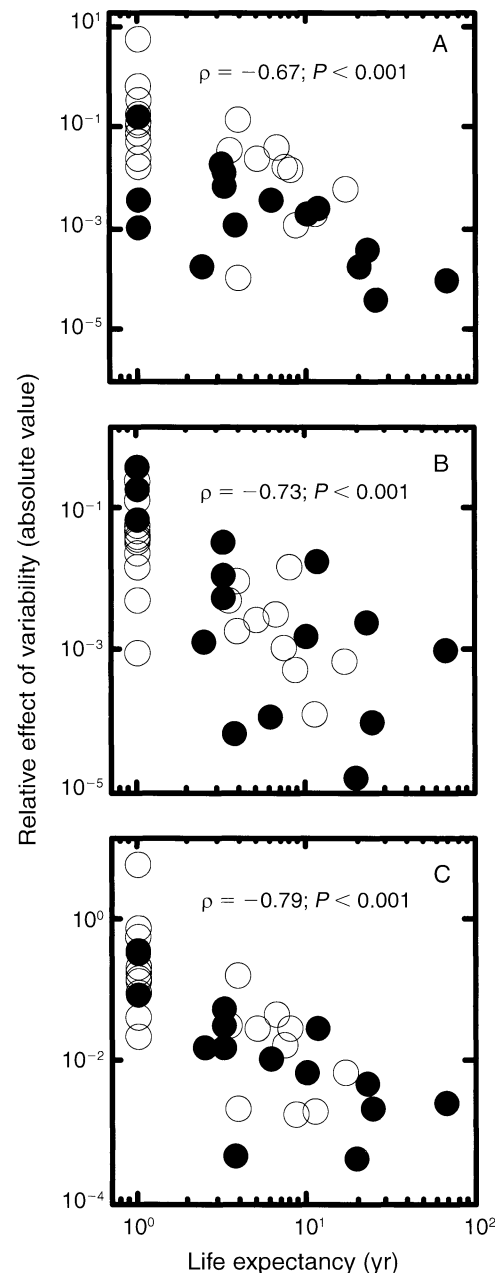 Relative effect of variability (absolute value)
A
ρ = −0.67; P < 0.001
10¹
10⁻¹
10⁻³
10⁻⁵
B
ρ = −0.73; P < 0.001
10⁻¹
10⁻³
10⁻⁵
C
ρ = −0.79; P < 0.001
10⁰
10⁻²
10⁻⁴
10⁰ 10¹ 10²
Life expectancy (yr)